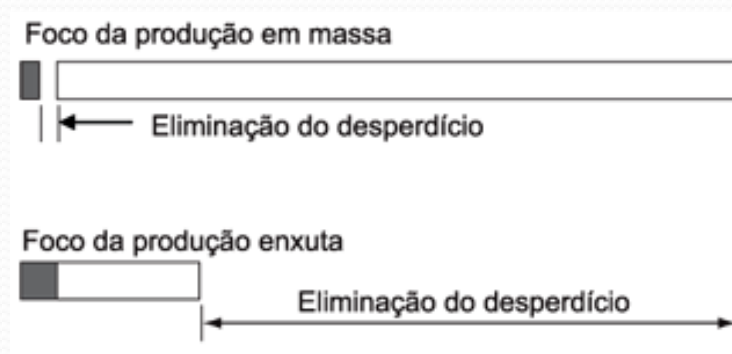 Foco da produção em massa
Eliminação do desperdício
Foco da produção enxuta
Eliminação do desperdício